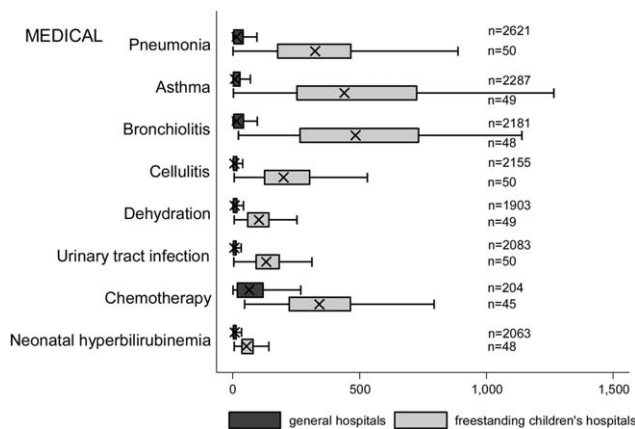 MEDICAL
Pneumonia
n=2621
n=50
Asthma
n=2287
n=49
Bronchiolitis
n=2181
n=48
Cellulitis
n=2155
n=50
Dehydration
n=1903
n=49
Urinary tract infection
n=2083
n=50
Chemotherapy
n=204
n=45
Neonatal hyperbilirubinemia
n=2063
n=48
0 500 1,000 1,500
general hospitals freestanding children's hospitals